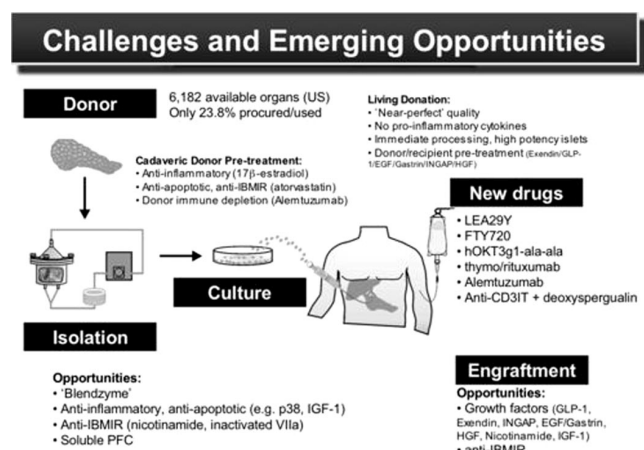 Challenges and Emerging Opportunities
Donor
6,182 available organs (US)
Only 23.8% procured/used
Living Donation:
• 'Near-perfect' quality
• No pro-inflammatory cytokines
• Immediate processing, high potency islets
• Donor/recipient pre-treatment (Exendin/GLP-
1/EGF/Gastrin/INGAP/HGF)
Cadaveric Donor Pre-treatment:
• Anti-inflammatory (17β-estradiol)
• Anti-apoptotic, anti-IBMIR (atorvastatin)
• Donor immune depletion (Alemtuzumab)
New drugs
• LEA29Y
• FTY720
• hOKT3g1-ala-ala
• thymo/rituxumab
• Alemtuzumab
• Anti-CD3IT + deoxyspergualin
Culture
Isolation
Opportunities:
• 'Blendzyme'
• Anti-inflammatory, anti-apoptotic (e.g. p38, IGF-1)
• Anti-IBMIR (nicotinamide, inactivated VIIa)
• Soluble PFC
Engraftment
Opportunities:
• Growth factors (GLP-1,
Exendin, INGAP, EGF/Gastrin,
HGF, Nicotinamide, IGF-1)
• anti-IBMIR